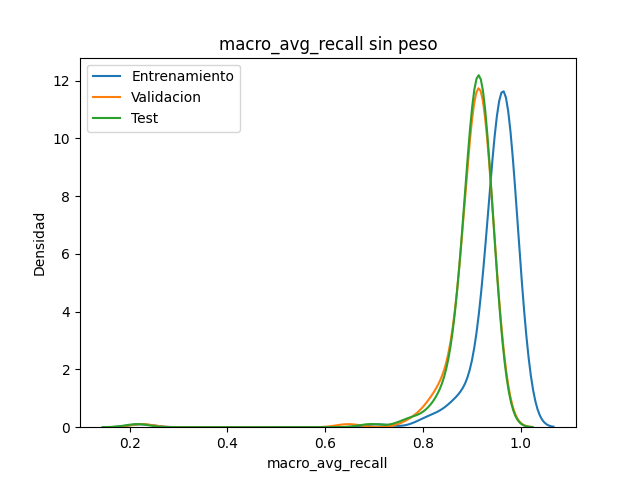 macro_avg_recall sin peso
Entrenamiento
Validacion
Test
Densidad
12
10
8
6
4
2
0
0.2 0.4 0.6 0.8 1.0
macro_avg_recall